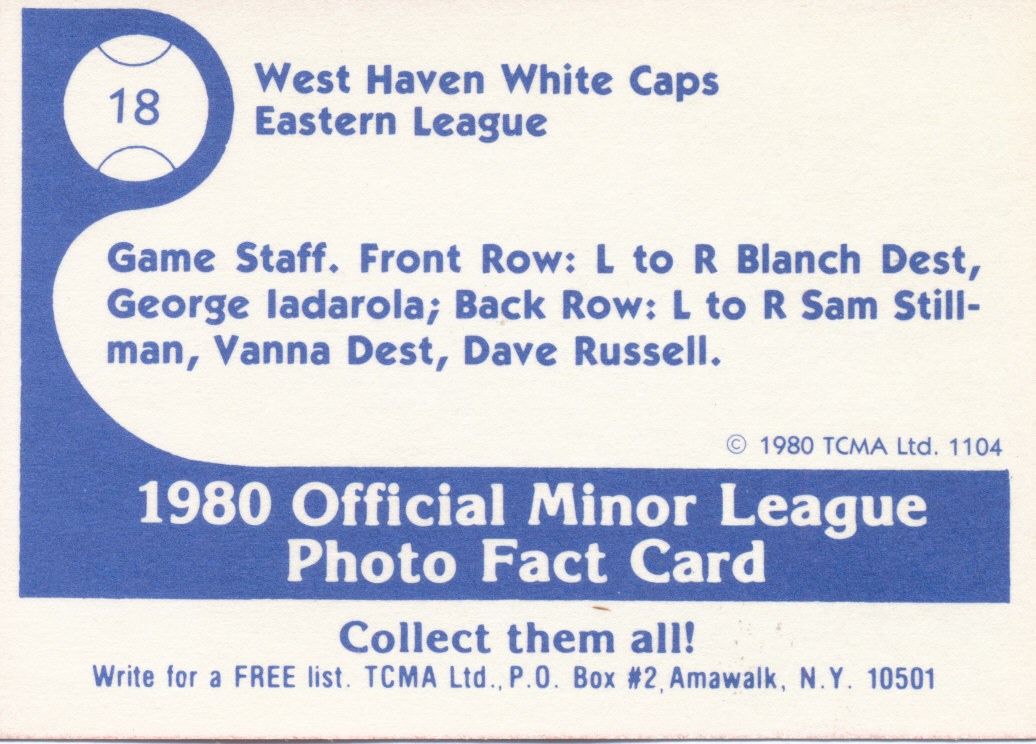 18
West Haven White Caps
Eastern League
Game Staff. Front Row: L to R Blanch Dest,
George Iadarola; Back Row: L to R Sam Still-
man, Vanna Dest, Dave Russell.
© 1980 TCMA Ltd. 1104
1980 Official Minor League
Photo Fact Card
Collect them all!
Write for a FREE list. TCMA Ltd., P.O. Box #2, Amawalk, N.Y. 10501